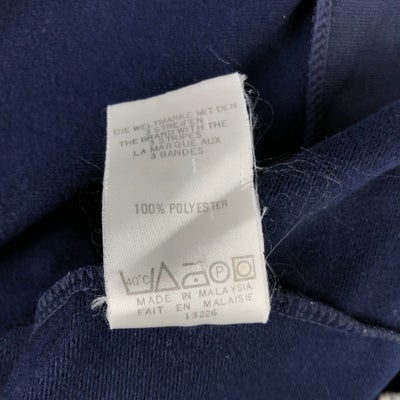 DIE WELTMARKE MIT DEN
3 STREIFEN
THE BRAND WITH THE
3 STRIPES
LA MARQUE AUX
3 BANDES
100% POLYESTER
40°C P
MADE IN MALAYSIA
FAIT EN MALAISIE
13226